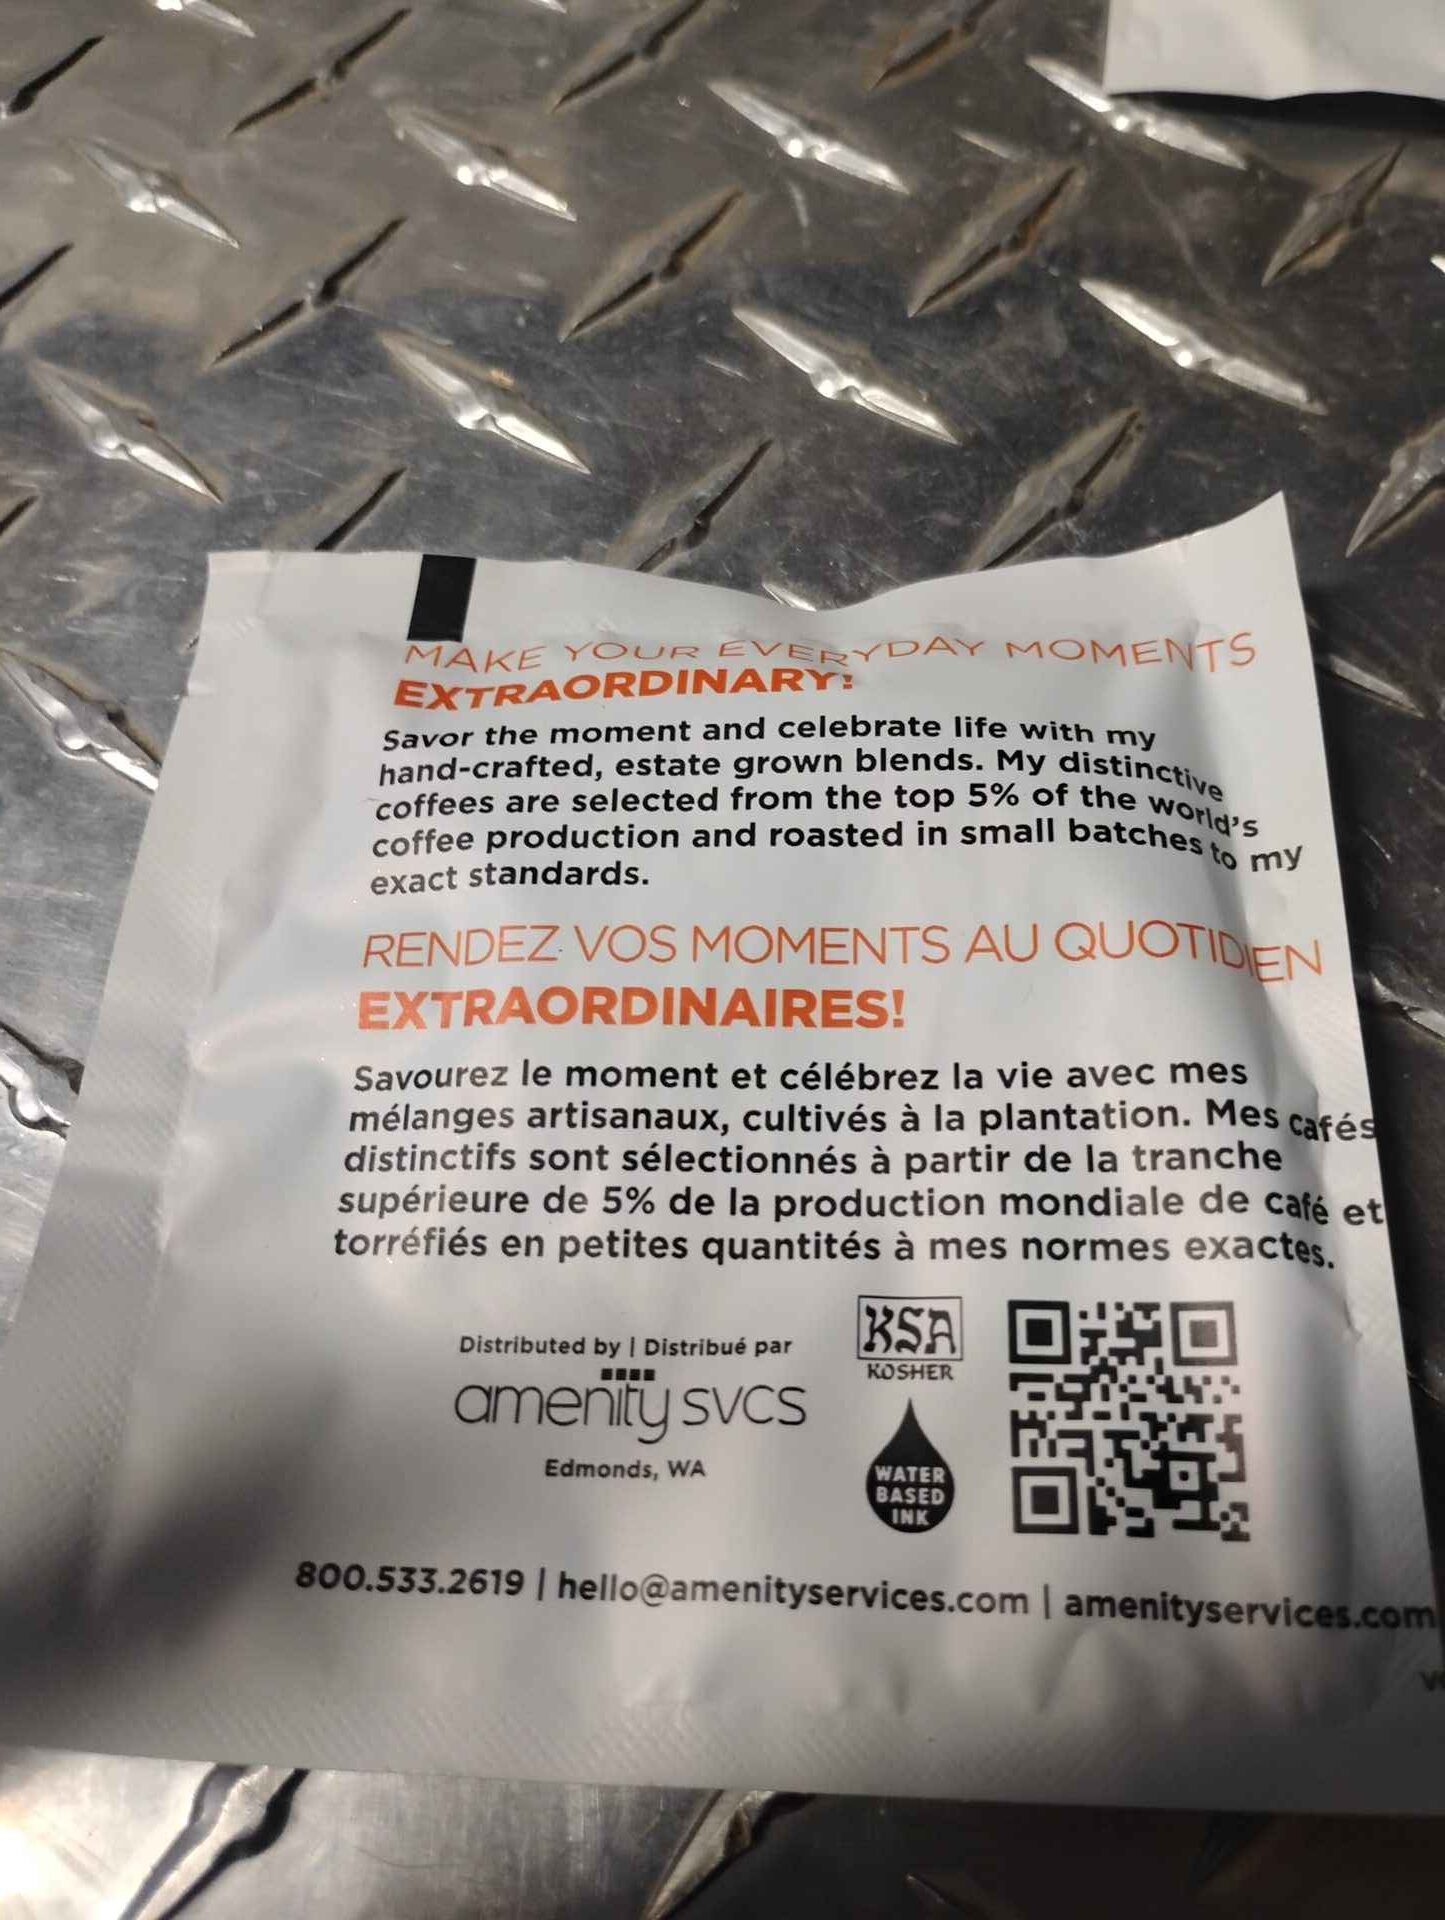 MAKE YOUR EVERYDAY MOMENTS
EXTRAORDINARY!
Savor the moment and celebrate life with my
hand-crafted, estate grown blends. My distinctive
coffees are selected from the top 5% of the world's
coffee production and roasted in small batches to my
exact standards.
RENDEZ VOS MOMENTS AU QUOTIDIEN
EXTRAORDINAIRES!
Savourez le moment et célébrez la vie avec mes
mélanges artisanaux, cultivés à la plantation. Mes cafés
distinctifs sont sélectionnés à partir de la tranche
supérieure de 5% de la production mondiale de café et
torréfiés en petites quantités à mes normes exactes.
Distributed by | Distribué par
amenity svcs
Edmonds, WA
KSA
KOSHER
WATER
BASED
INK
800.533.2619 | hello@amenityservices.com | amenityservices.com